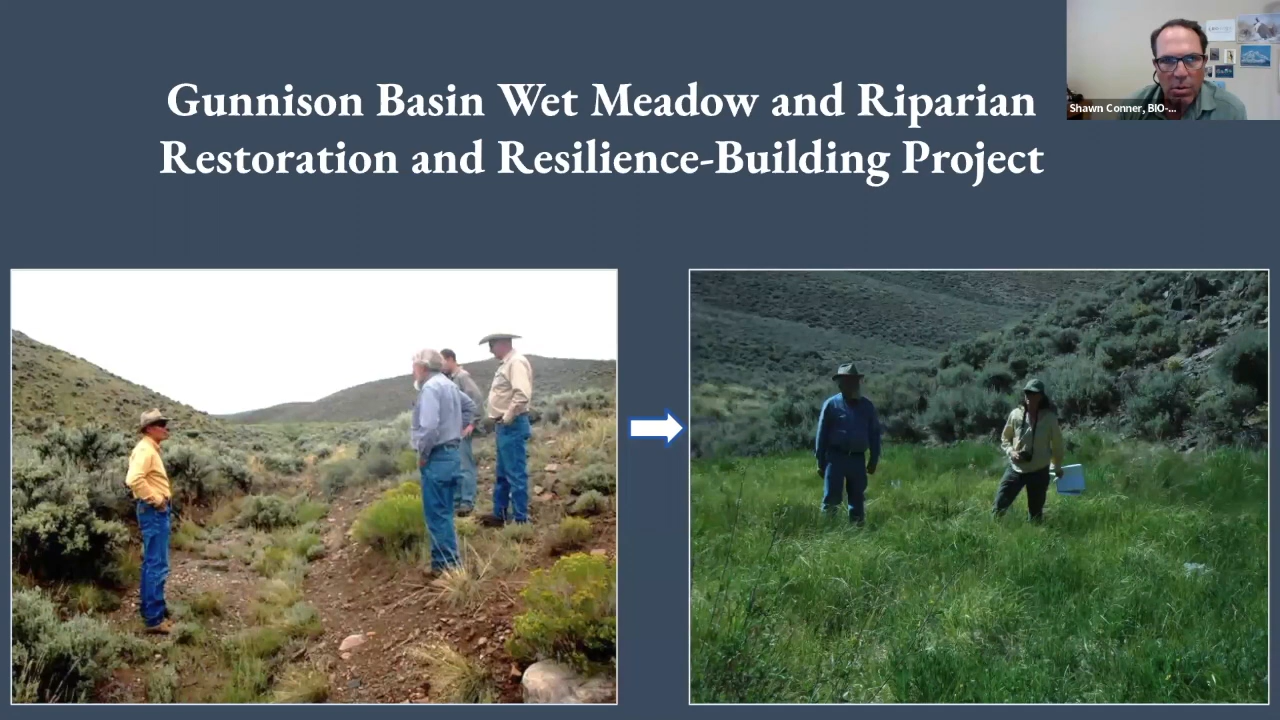 Gunnison Basin Wet Meadow and Riparian
Restoration and Resilience-Building Project
Shawn Conner, BIO-...